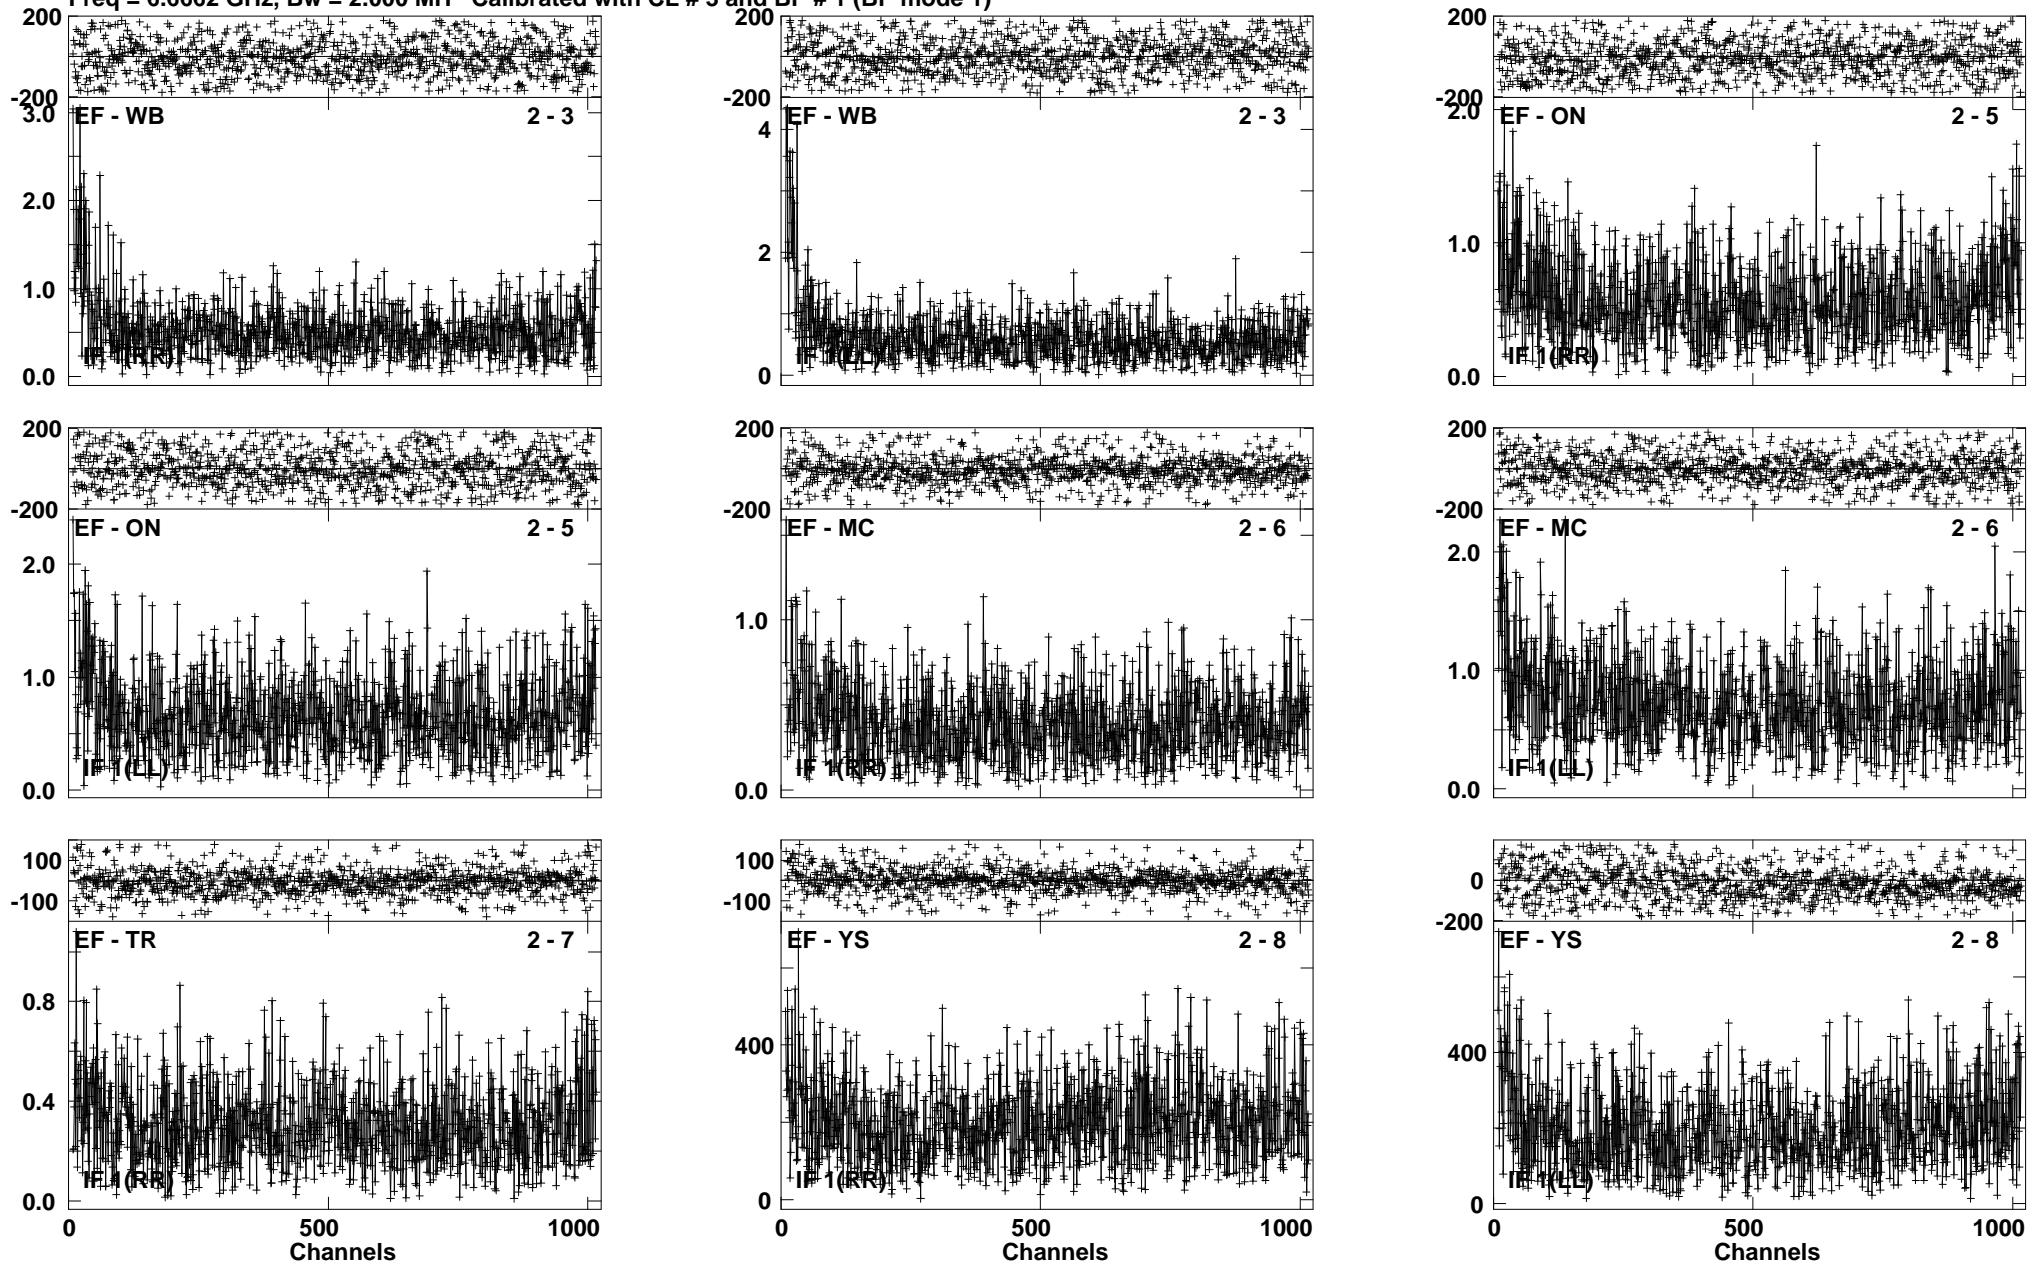 Freq = 6.6662 GHz, Bw = 2.000 MH Calibrated with CL # 3 and BP # 1 (BP mode 1)
200 200 200
-200 -200 -200
3.0 EF - WB 2 - 3 4 EF - WB 2 - 3 2.0 EF - ON 2 - 5
2.0 2 1.0
1.0
IF 1(RR) IF 1(LL) IF 1(RR)
0.0 0 0.0
200 200 200
-200 -200 -200
EF - ON 2 - 5 EF - MC 2 - 6 EF - MC 2 - 6
2.0 1.0 2.0
1.0 1.0
IF 1(LL) IF 1(RR) IF 1(LL)
0.0 0.0 0.0
100 100 0
-100 -100 -200
EF - TR 2 - 7 EF - YS 2 - 8 EF - YS 2 - 8
0.8 400 400
0.4
IF 1(RR) IF 1(RR) IF 1(LL)
0.0 0 0
0 500 1000 0 500 1000 0 500 1000
Channels Channels Channels